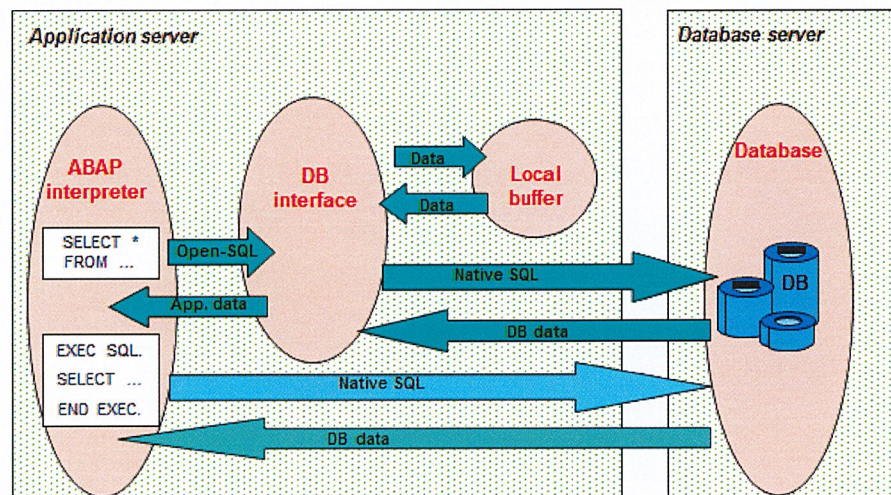 Application server
Database server
ABAP
interpreter
DB
interface
Data
Data
Local
buffer
Database
SELECT *
FROM ...
Open-SQL
App. data
Native SQL
DB data
DB
EXEC SQL.
SELECT ...
END EXEC.
Native SQL
DB data